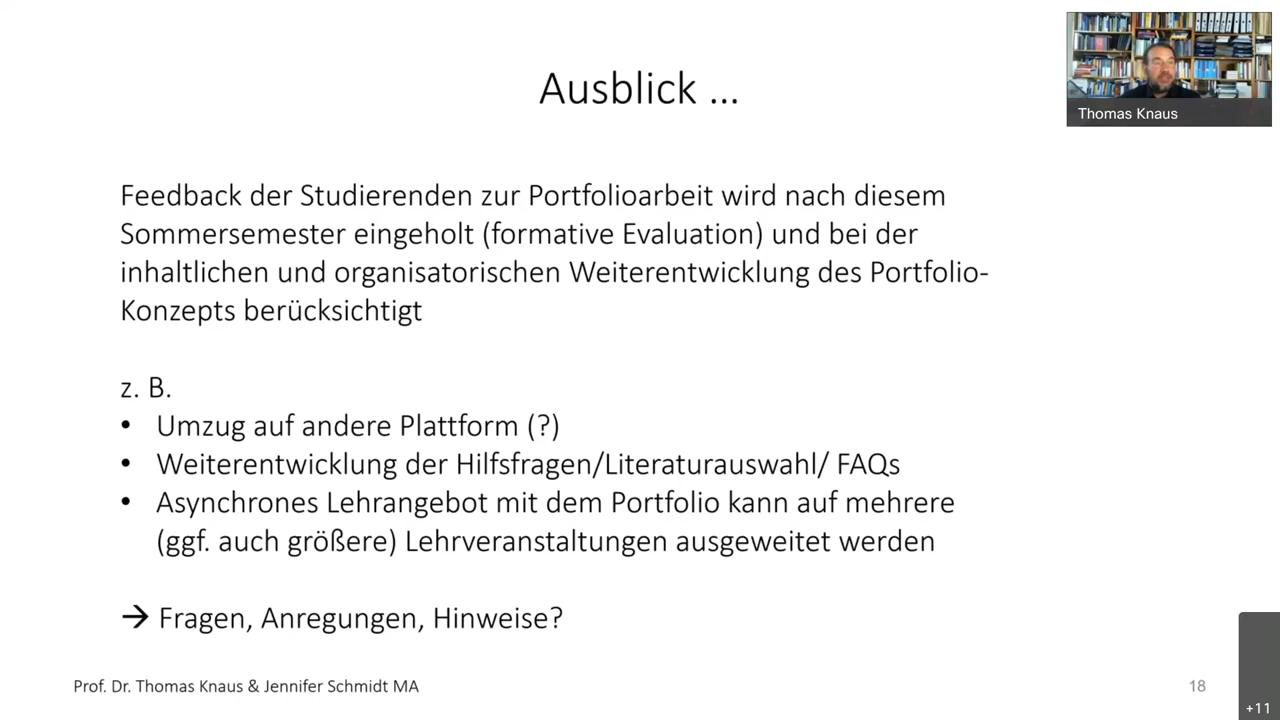 Ausblick ...
Thomas Knaus
Feedback der Studierenden zur Portfolioarbeit wird nach diesem
Sommersemester eingeholt (formative Evaluation) und bei der
inhaltlichen und organisatorischen Weiterentwicklung des Portfolio-
Konzepts berücksichtigt
z. B.
• Umzug auf andere Plattform (?)
• Weiterentwicklung der Hilfsfragen/Literaturauswahl/ FAQs
• Asynchrones Lehrangebot mit dem Portfolio kann auf mehrere
(ggf. auch größere) Lehrveranstaltungen ausgeweitet werden
→ Fragen, Anregungen, Hinweise?
Prof. Dr. Thomas Knaus & Jennifer Schmidt MA
18
+11